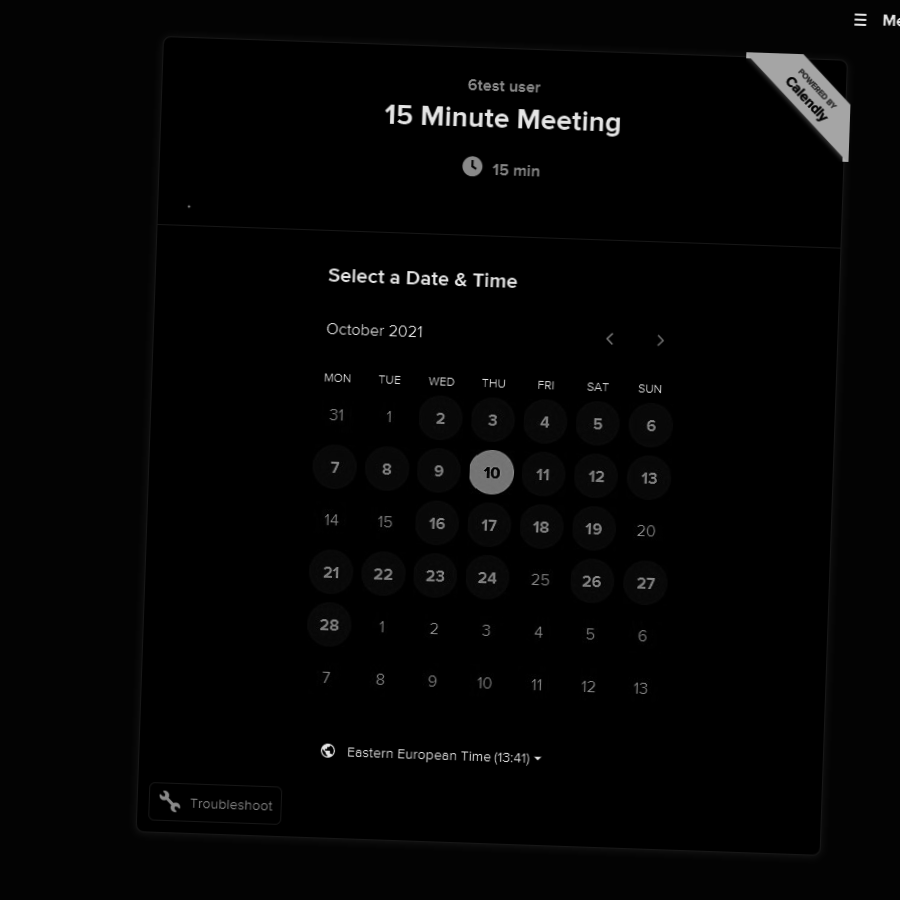 ☰ Me
POWERED BY
Calendly
6test user
15 Minute Meeting
15 min
.
Select a Date & Time
October 2021
MON TUE WED THU FRI SAT SUN
31 1 2 3 4 5 6
7 8 9 10 11 12 13
14 15 16 17 18 19 20
21 22 23 24 25 26 27
28 1 2 3 4 5 6
7 8 9 10 11 12 13
Eastern European Time (13:41)
Troubleshoot